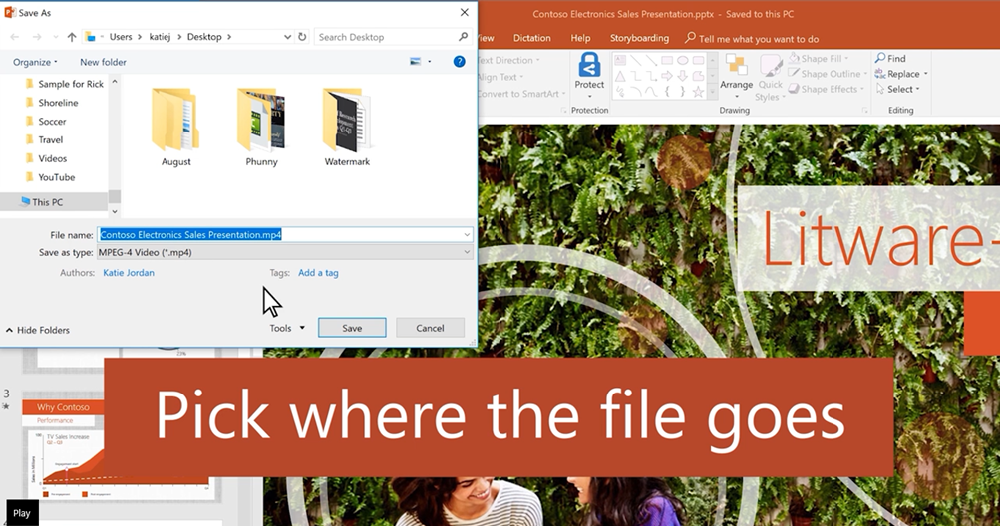 Save As
Contoso Electronics Sales Presentation.pptx - Saved to this PC
Users > katiej > Desktop >
Search Desktop
View Dictation Help Storyboarding Tell me what you want to do
Organize New folder
Text Direction
Align Text
Convert to SmartArt
Protect
Protection
Arrange
Quick Styles
Shape Fill
Shape Outline
Shape Effects
Drawing
Find
Replace
Select
Editing
Sample for Rick
Shoreline
Soccer
Travel
Videos
YouTube
This PC
August
Phunny
Watermark
File name: Contoso Electronics Sales Presentation.mp4
Save as type: MPEG-4 Video (*.mp4)
Authors: Katie Jordan Tags: Add a tag
Hide Folders
Tools Save Cancel
Litware-
Pick where the file goes
3
Why Contoso
Performance
TV Sales Increase
Q2 - Q3
Play